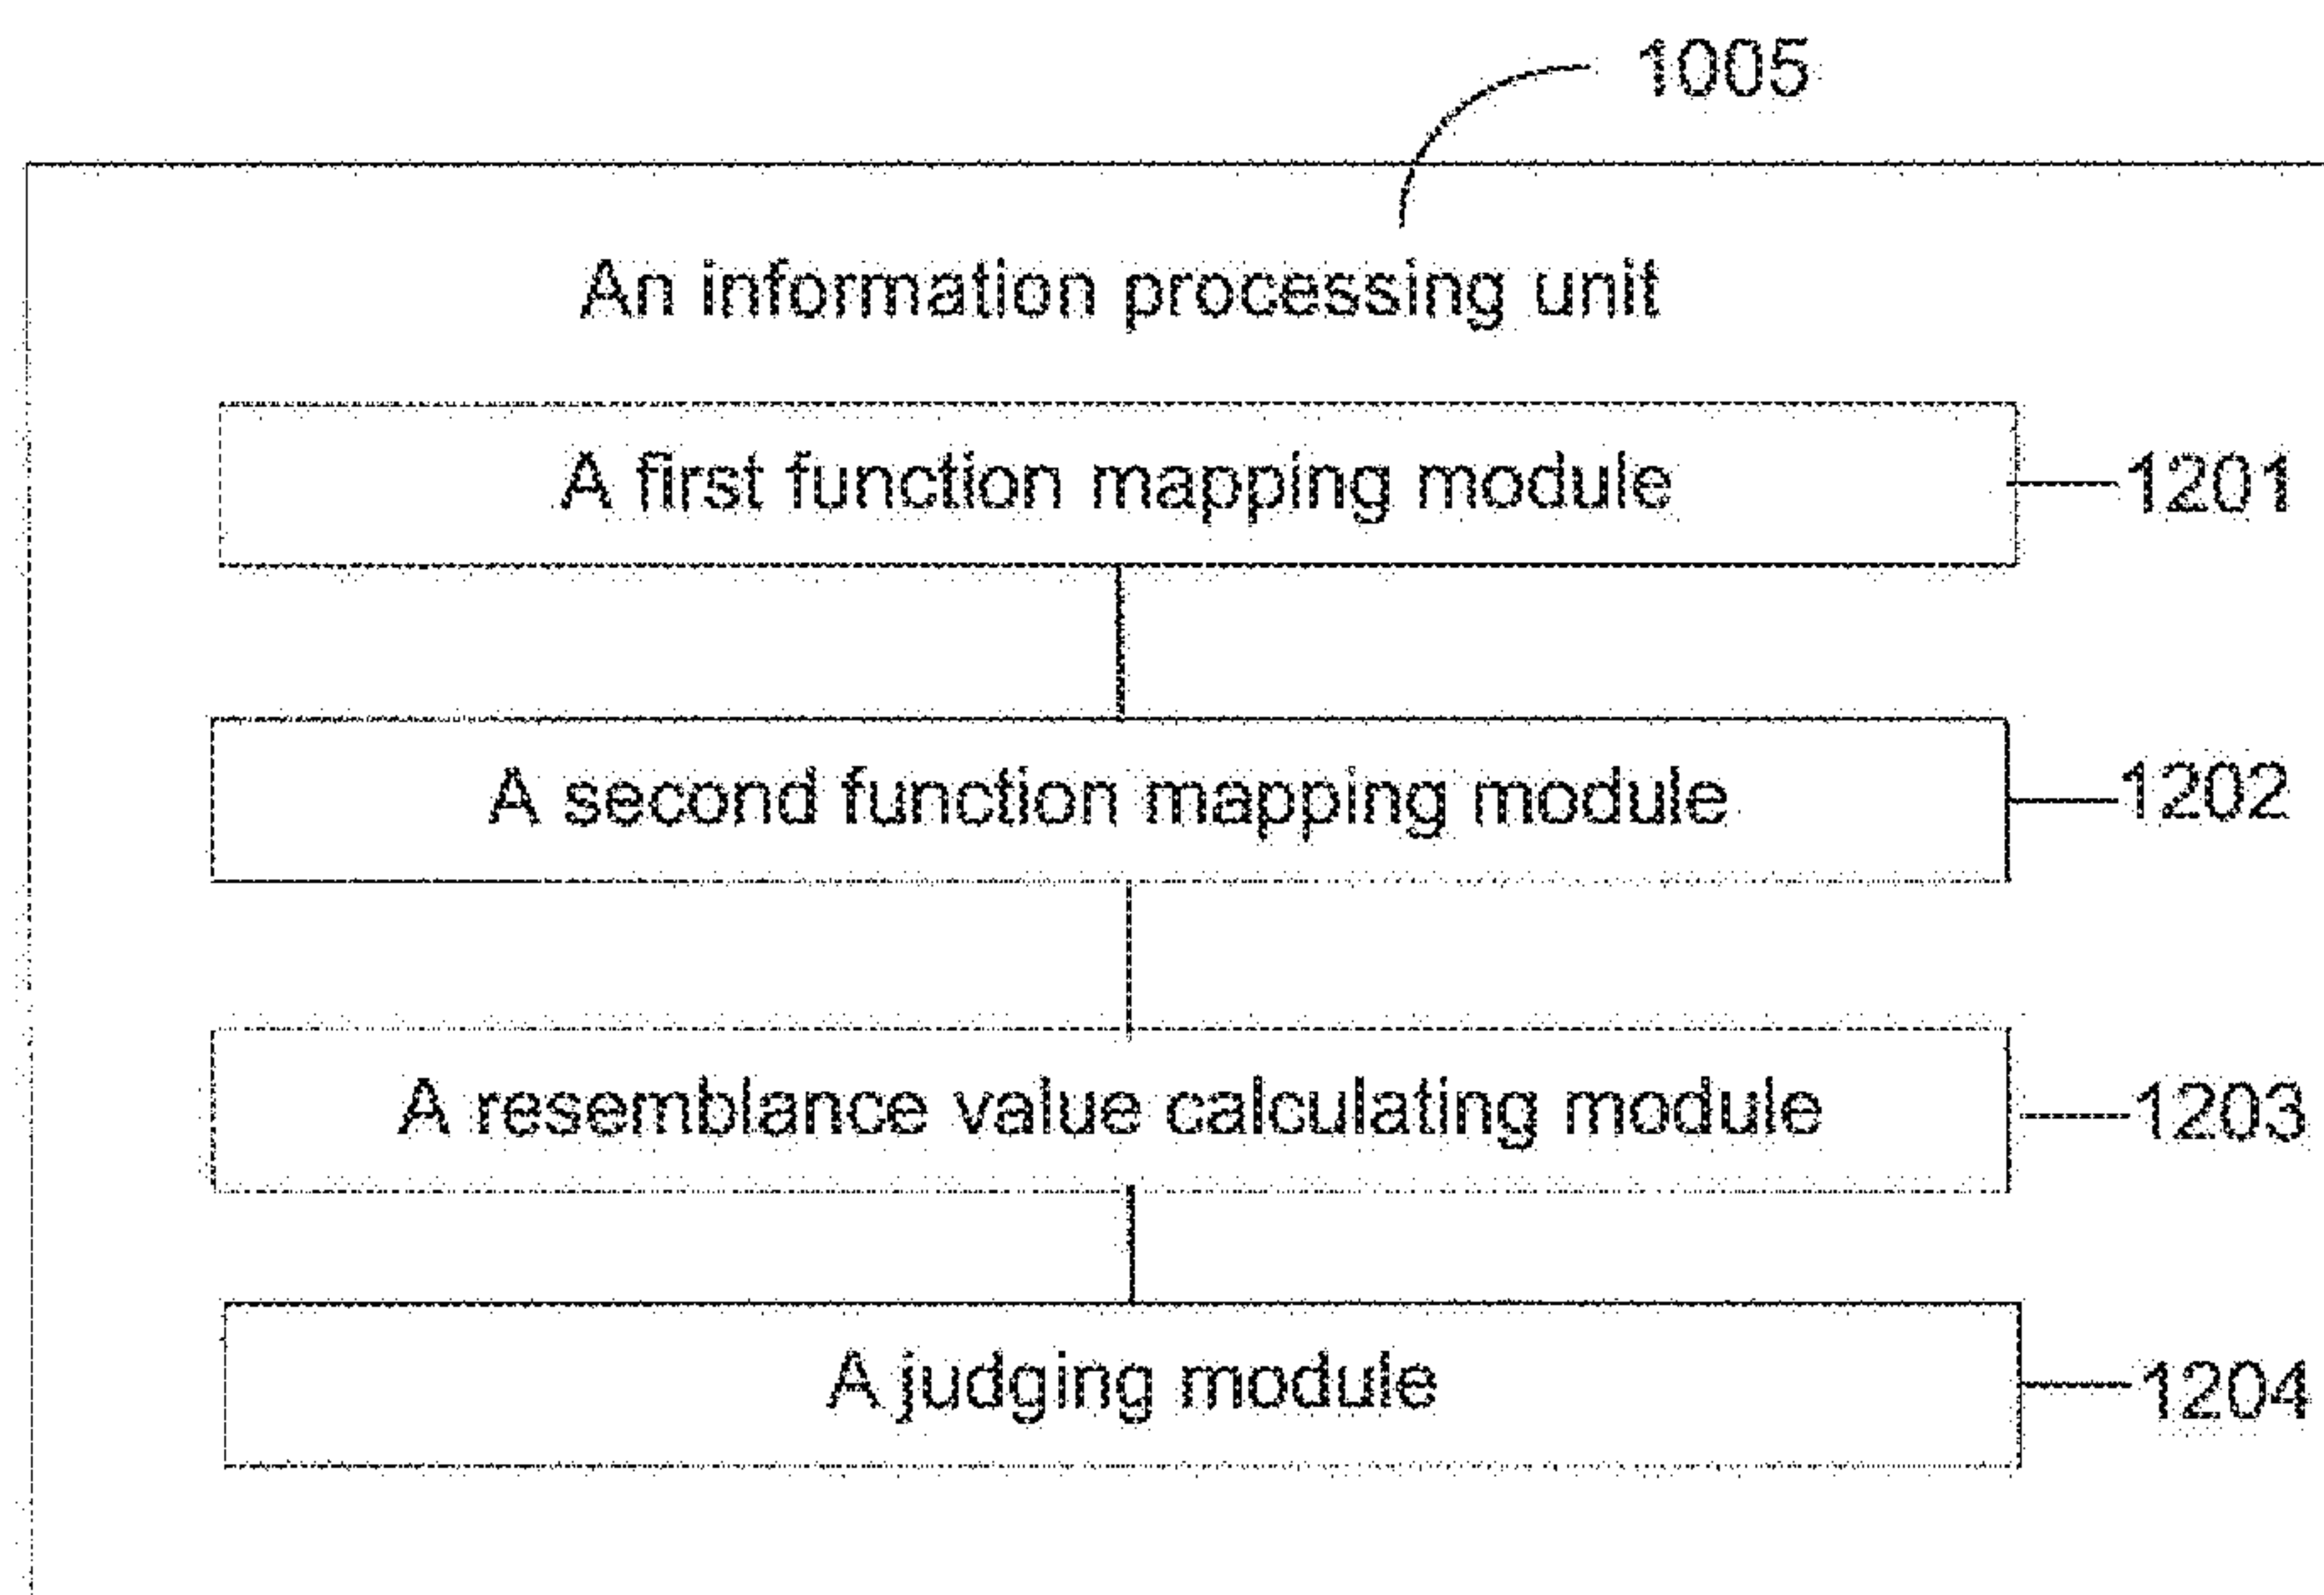 1005
An information processing unit
A first function mapping module 1201
A second function mapping module 1202
A resemblance value calculating module 1203
A judging module 1204